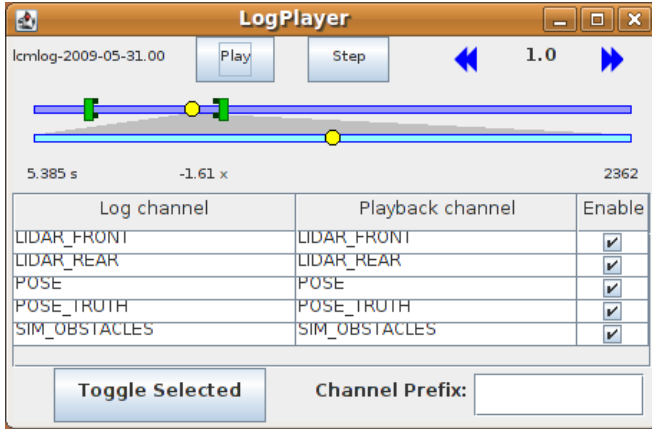 LogPlayer
lcmlog-2009-05-31.00 Play Step 1.0
5.385 s -1.61 x 2362
Log channel Playback channel Enable
LIDAR_FRONT LIDAR_FRONT
LIDAR_REAR LIDAR_REAR
POSE POSE
POSE_TRUTH POSE_TRUTH
SIM_OBSTACLES SIM_OBSTACLES
Toggle Selected Channel Prefix: